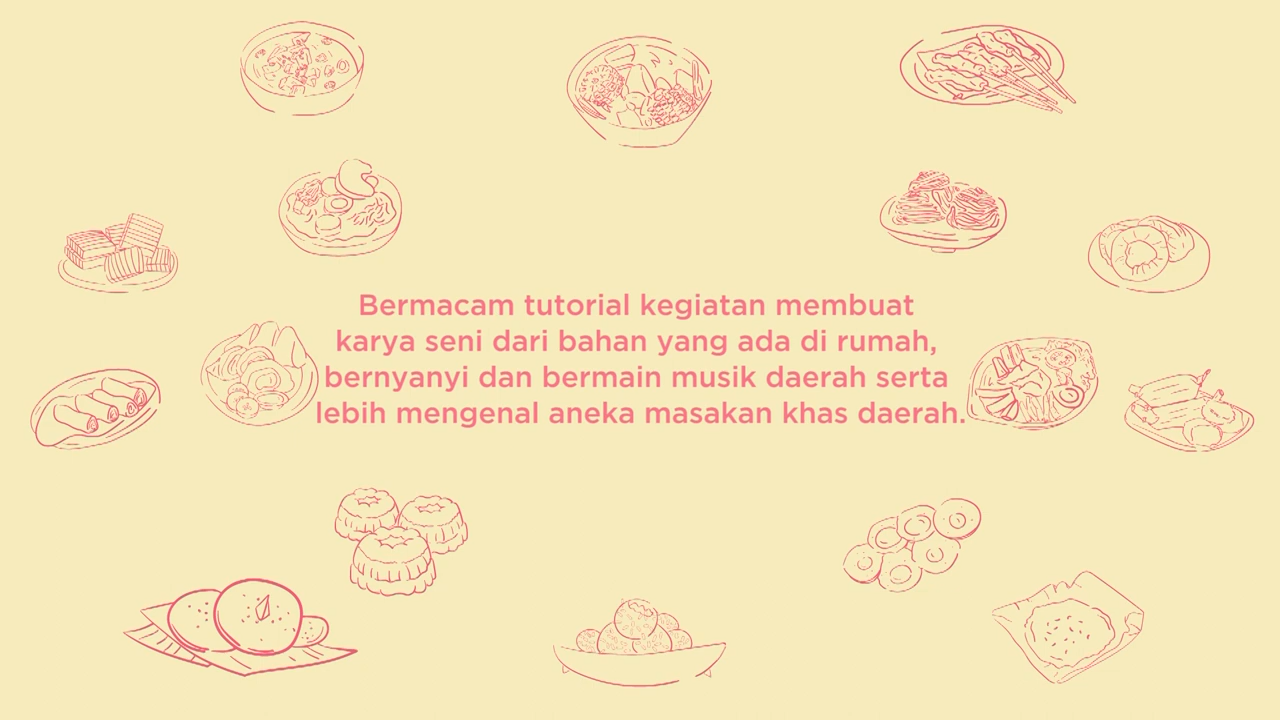 Bermacam tutorial kegiatan membuat
karya seni dari bahan yang ada di rumah,
bernyanyi dan bermain musik daerah serta
lebih mengenal aneka masakan khas daerah.